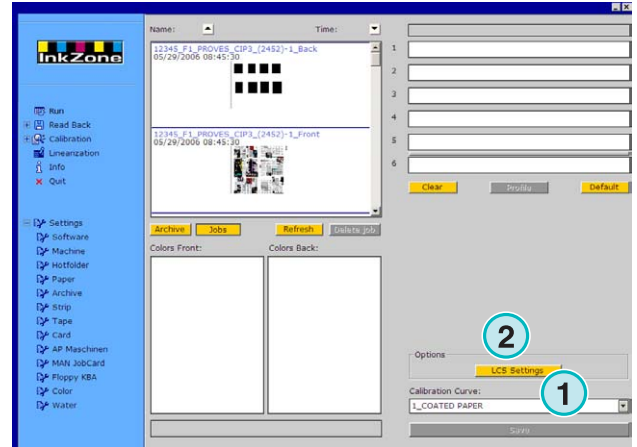 InkZone
Run
Read Back
Calibration
Linearization
Info
Quit
Settings
Software
Machine
Hotfolder
Paper
Archive
Strip
Tape
Card
AP Maschinen
MAN JobCard
Floppy KBA
Color
Water
Name:
Time:
12345_F1_PROVES_CIP3_(2452)-1_Back
05/29/2006 08:45:30
12345_F1_PROVES_CIP3_(2452)-1_Front
05/29/2006 08:45:30
Archive
Jobs
Refresh
Delete Job
Colors Front:
Colors Back:
1
2
3
4
5
6
Clear
Profile
Default
2
Options
LCS Settings
1
Calibration Curve:
1_COATED PAPER
Save